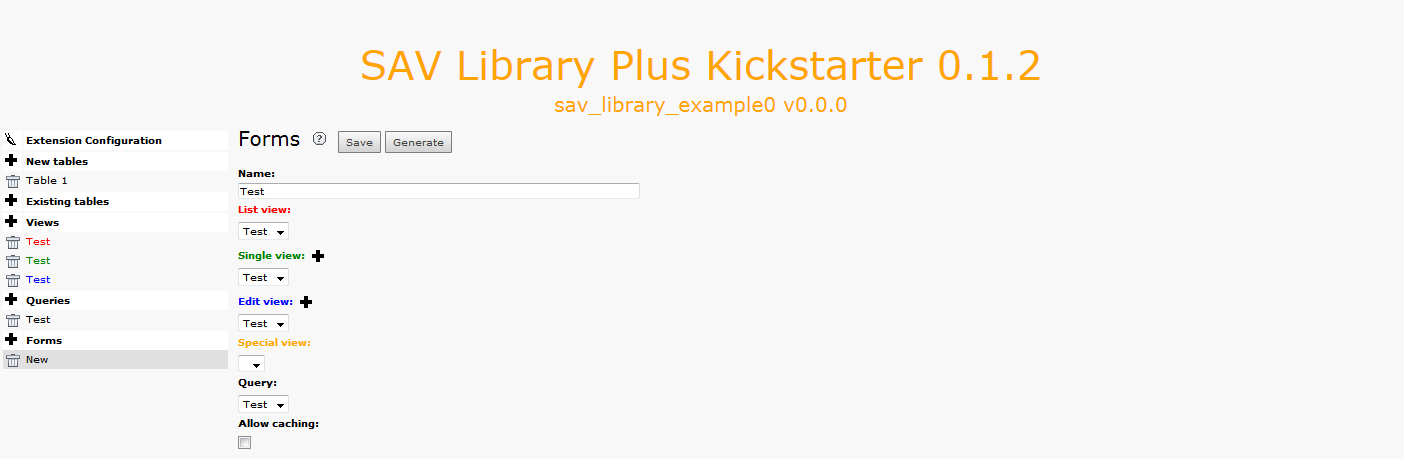 SAV Library Plus Kickstarter 0.1.2
sav_library_example0 v0.0.0
Extension Configuration
New tables
Table 1
Existing tables
Views
Test
Test
Test
Queries
Test
Forms
New
Forms ? Save Generate
Name:
Test
List view:
Test
Single view:
Test
Edit view:
Test
Special view:
Query:
Test
Allow caching: